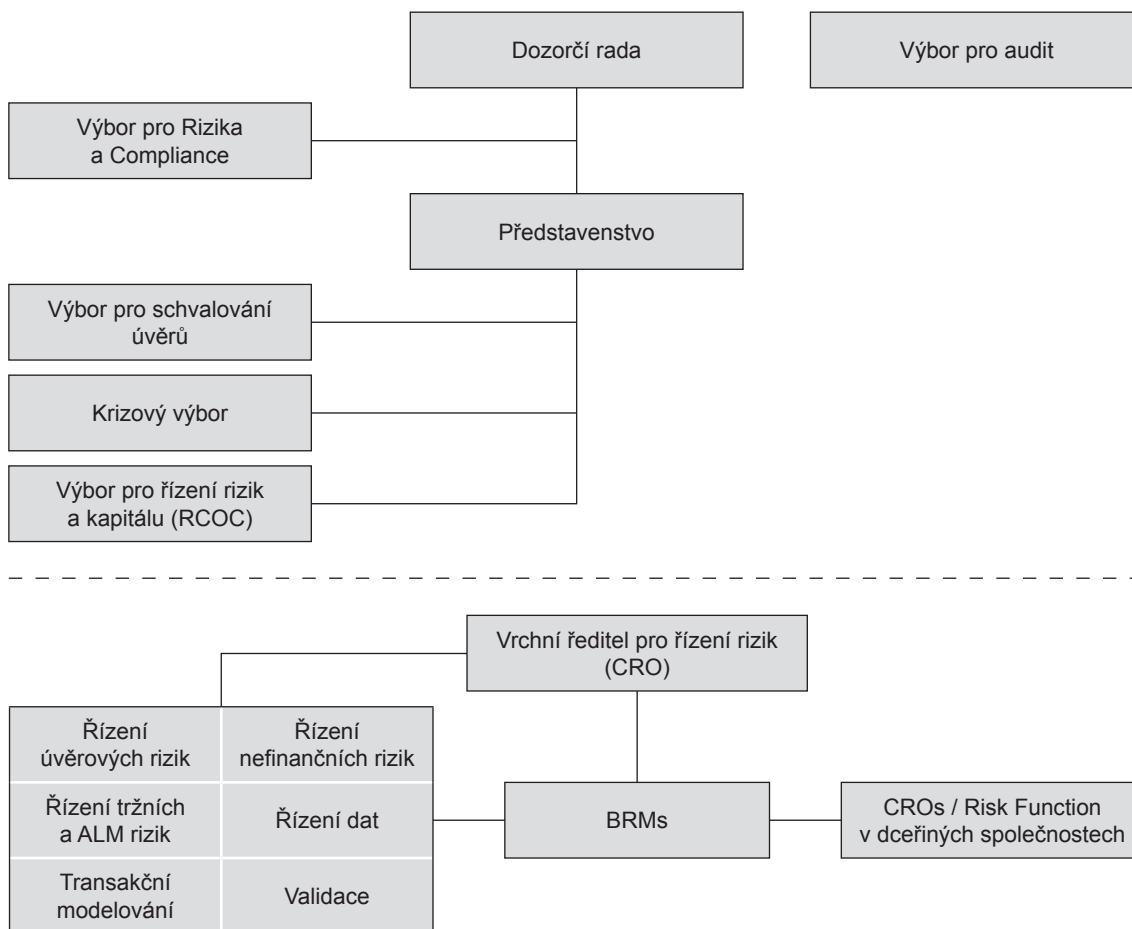 Dozorčí rada
Výbor pro audit
Výbor pro Rizika
a Compliance
Představenstvo
Výbor pro schvalování
úvěrů
Krizový výbor
Výbor pro řízení rizik
a kapitálu (RCOC)
Vrchní ředitel pro řízení rizik
(CRO)
Řízení
úvěrových rizik
Řízení
nefinančních rizik
Řízení tržních
a ALM rizik
Řízení dat
BRMs
CROs / Risk Function
v dceřiných společnostech
Transakční
modelování
Validace